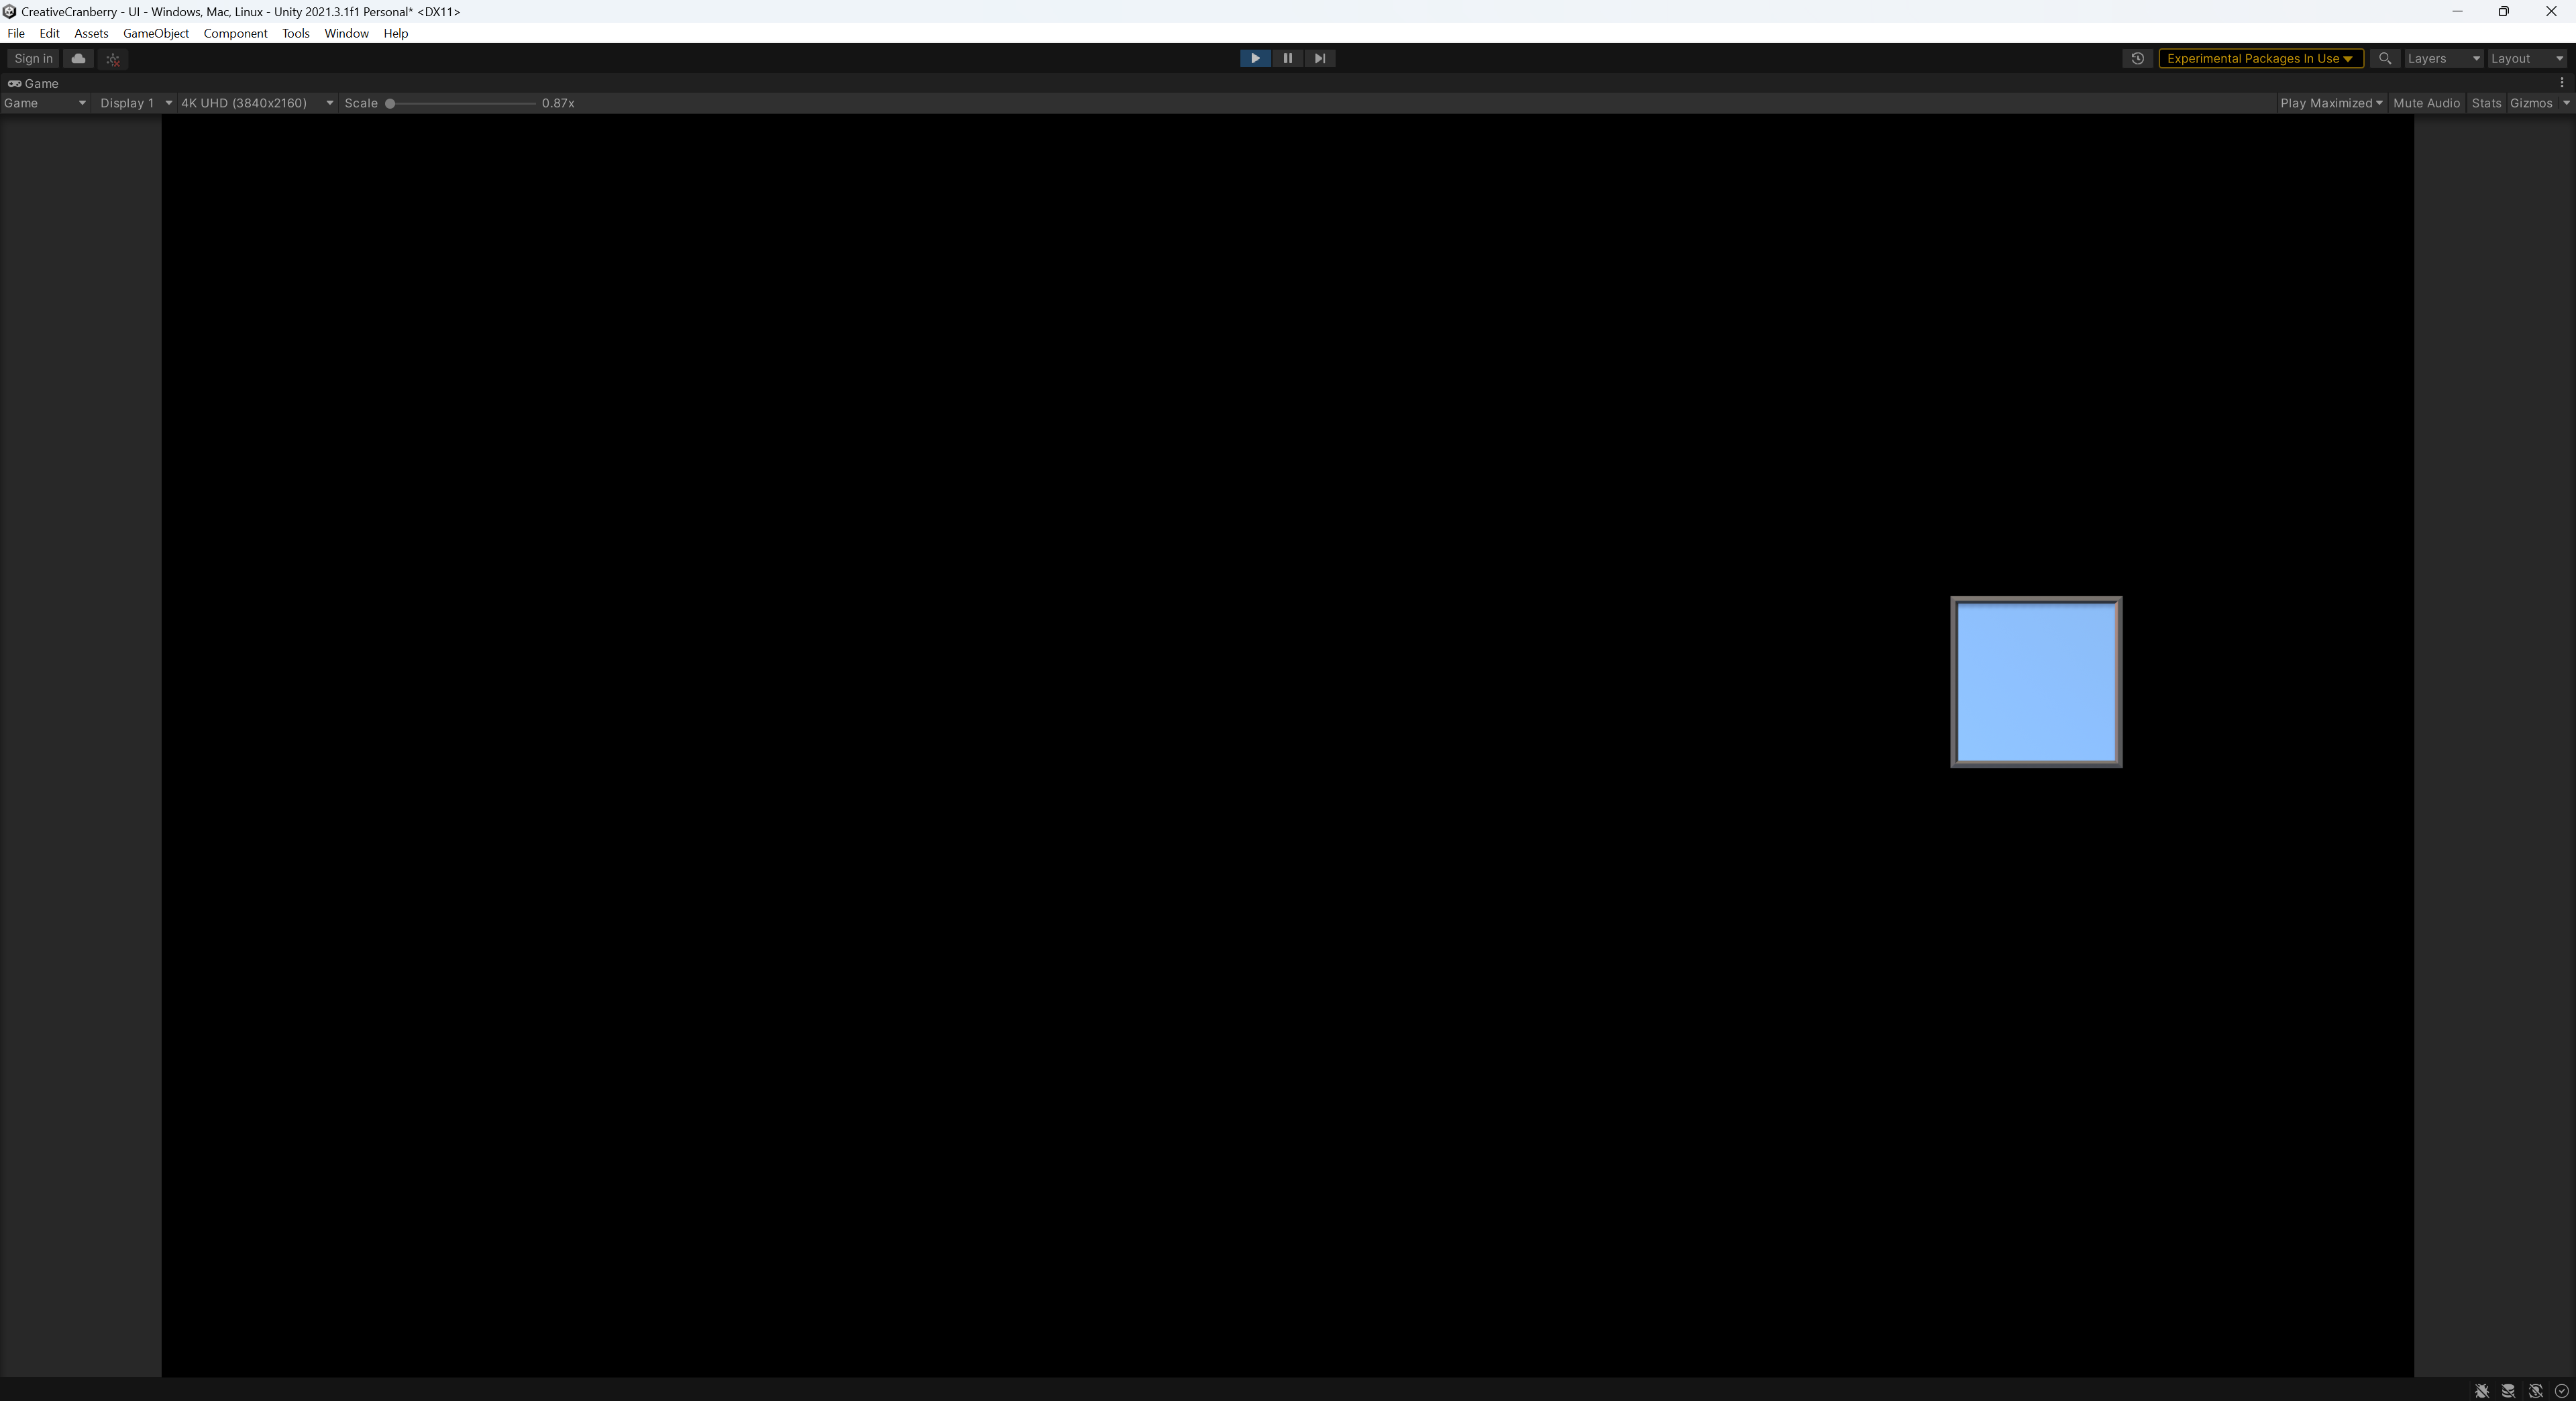 CreativeCranberry - UI - Windows, Mac, Linux - Unity 2021.3.1f1 Personal* <DX11>
File Edit Assets GameObject Component Tools Window Help
Sign in Experimental Packages In Use Layers Layout
Game
Game Display 1 4K UHD (3840x2160) Scale 0.87x Play Maximized Mute Audio Stats Gizmos